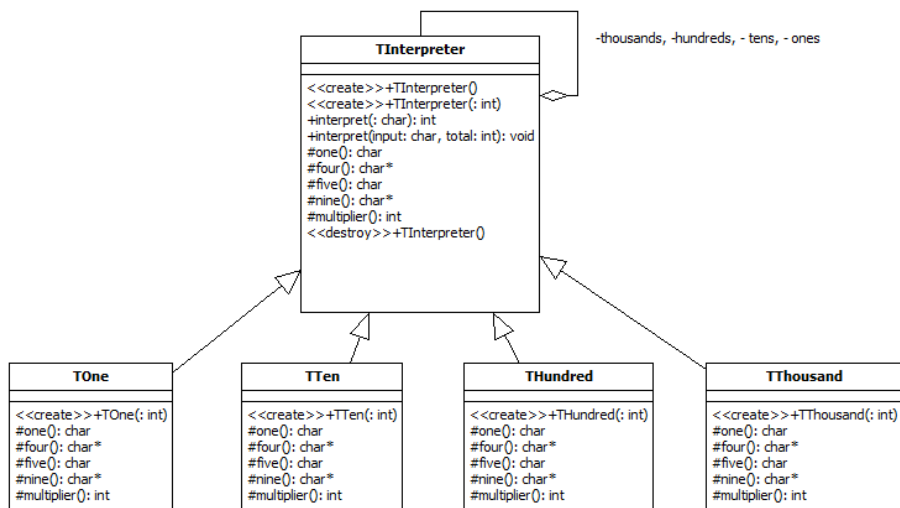 -thousands, -hundreds, - tens, - ones
TInterpreter
<<create>>+TInterpreter()
<<create>>+TInterpreter(: int)
+interpret(: char): int
+interpret(input: char, total: int): void
#one(): char
#four(): char*
#five(): char
#nine(): char*
#multiplier(): int
<<destroy>>+TInterpreter()
TOne
<<create>>+TOne(: int)
#one(): char
#four(): char*
#five(): char
#nine(): char*
#multiplier(): int
TTen
<<create>>+TTen(: int)
#one(): char
#four(): char*
#five(): char
#nine(): char*
#multiplier(): int
THundred
<<create>>+THundred(: int)
#one(): char
#four(): char*
#five(): char
#nine(): char*
#multiplier(): int
TThousand
<<create>>+TThousand(: int)
#one(): char
#four(): char*
#five(): char
#nine(): char*
#multiplier(): int